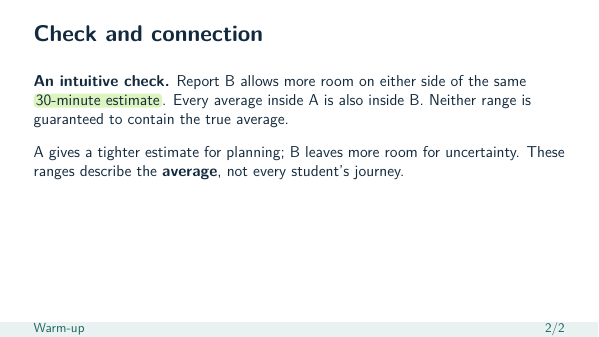 Check and connection
An intuitive check. Report B allows more room on either side of the same
30-minute estimate. Every average inside A is also inside B. Neither range is
guaranteed to contain the true average.
A gives a tighter estimate for planning; B leaves more room for uncertainty. These
ranges describe the average, not every student's journey.
Warm-up 2/2